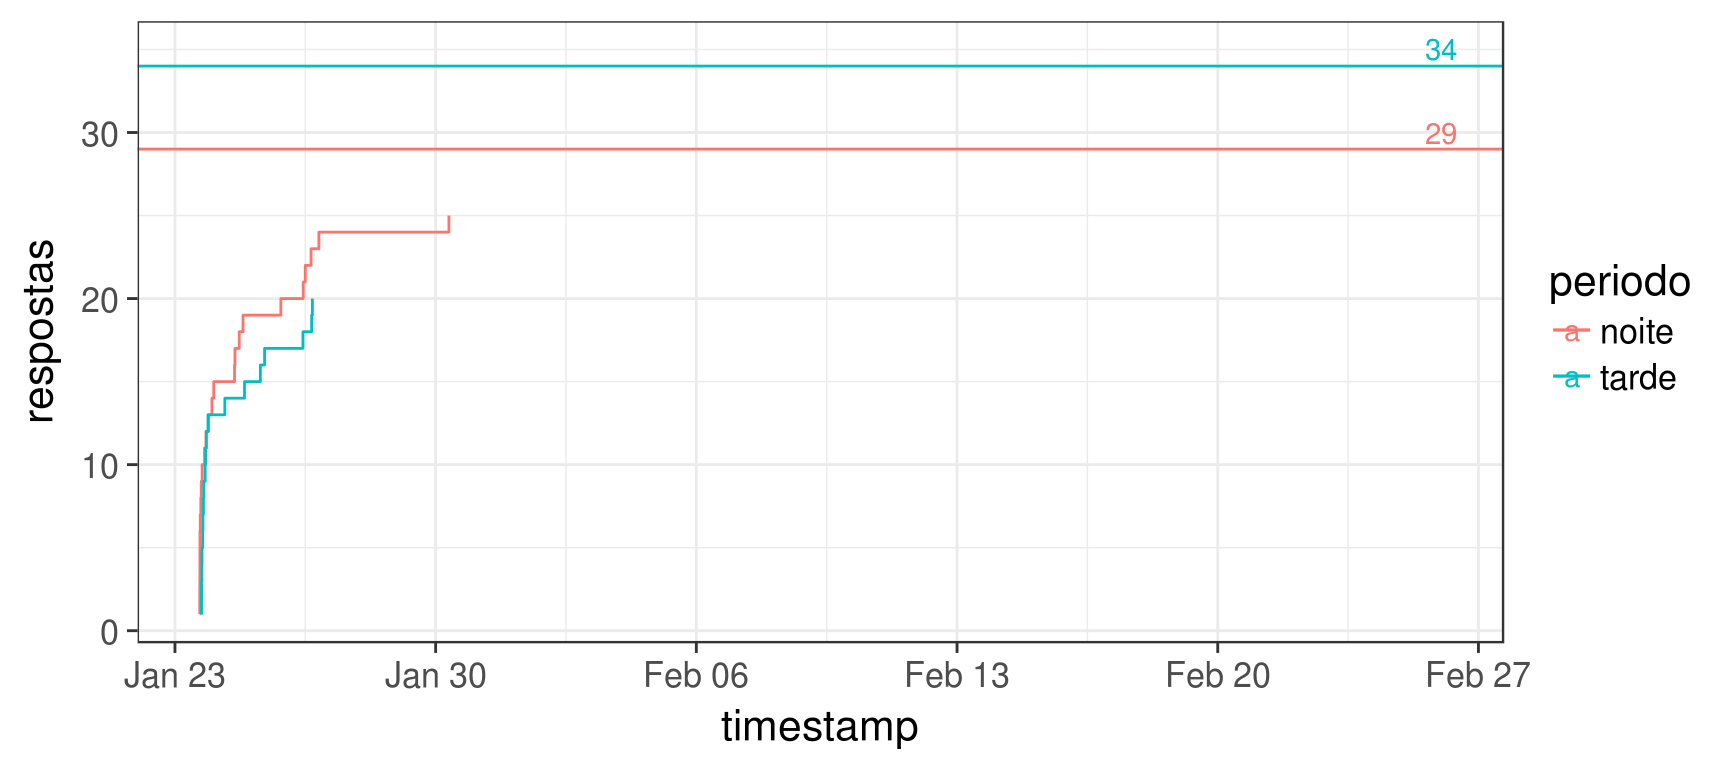 34
29
30
20
10
0
respostas
Jan 23
Jan 30
Feb 06
Feb 13
Feb 20
Feb 27
timestamp
periodo
a noite
a tarde